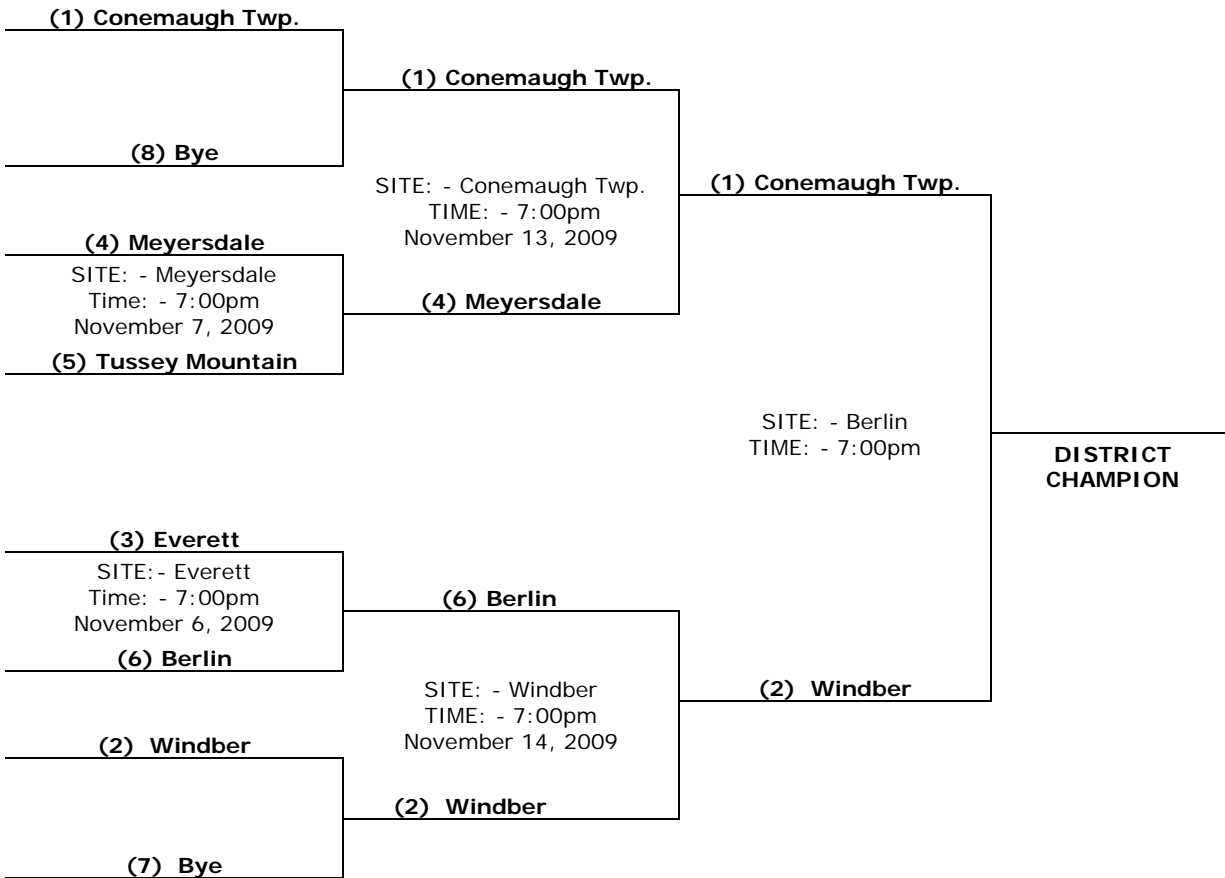 (1) Conemaugh Twp.
(1) Conemaugh Twp.
(8) Bye
SITE: - Conemaugh Twp.
TIME: - 7:00pm
November 13, 2009
(1) Conemaugh Twp.
(4) Meyersdale
SITE: - Meyersdale
Time: - 7:00pm
November 7, 2009
(4) Meyersdale
(5) Tussey Mountain
SITE: - Berlin
TIME: - 7:00pm
DISTRICT
CHAMPION
(3) Everett
SITE:- Everett
Time: - 7:00pm
November 6, 2009
(6) Berlin
(6) Berlin
SITE: - Windber
TIME: - 7:00pm
November 14, 2009
(2) Windber
(2) Windber
(2) Windber
(7) Bye